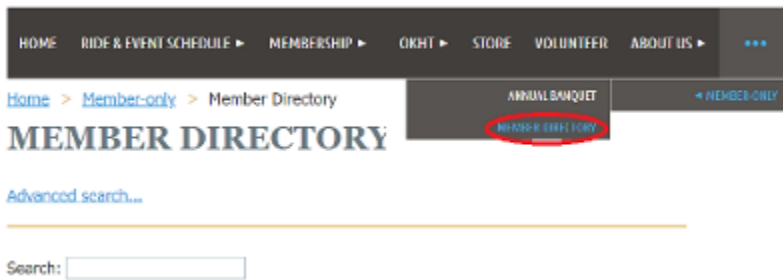 HOME RIDE & EVENT SCHEDULE ► MEMBERSHIP ► OKHT ► STORE VOLUNTEER ABOUT US ► •••
ANNUAL BANQUET ◄ MEMBER-ONLY
MEMBER DIRECTORY
Home > Member-only > Member Directory
MEMBER DIRECTORY
Advanced search...
Search: